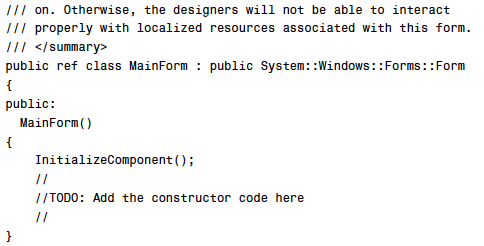 /// on. Otherwise, the designers will not be able to interact
/// properly with localized resources associated with this form.
/// </summary>
public ref class MainForm : public System::Windows::Forms::Form
{
public:
  MainForm()
{
    InitializeComponent();
    //
    //TODO: Add the constructor code here
    //
}